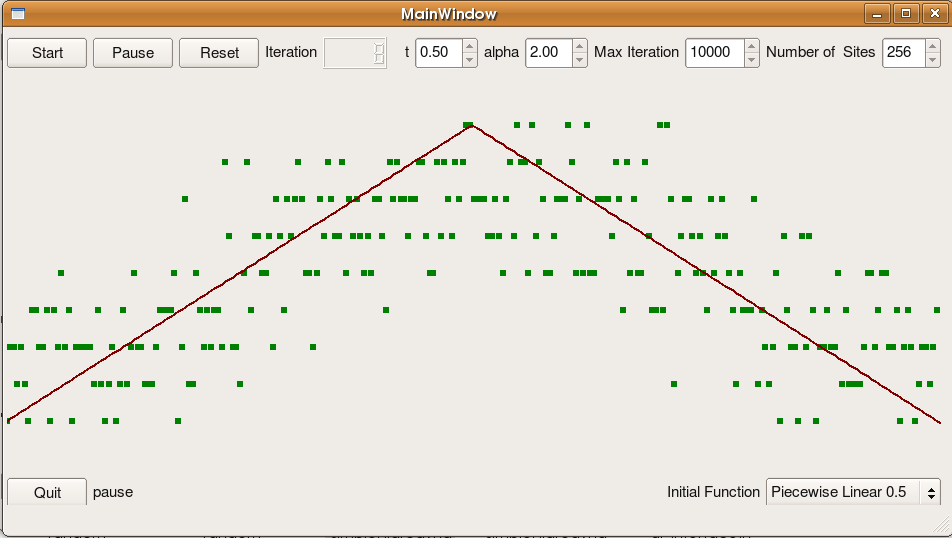 MainWindow
Start Pause Reset Iteration 0 t 0.50 alpha 2.00 Max Iteration 10000 Number of Sites 256
Quit pause Initial Function Piecewise Linear 0.5